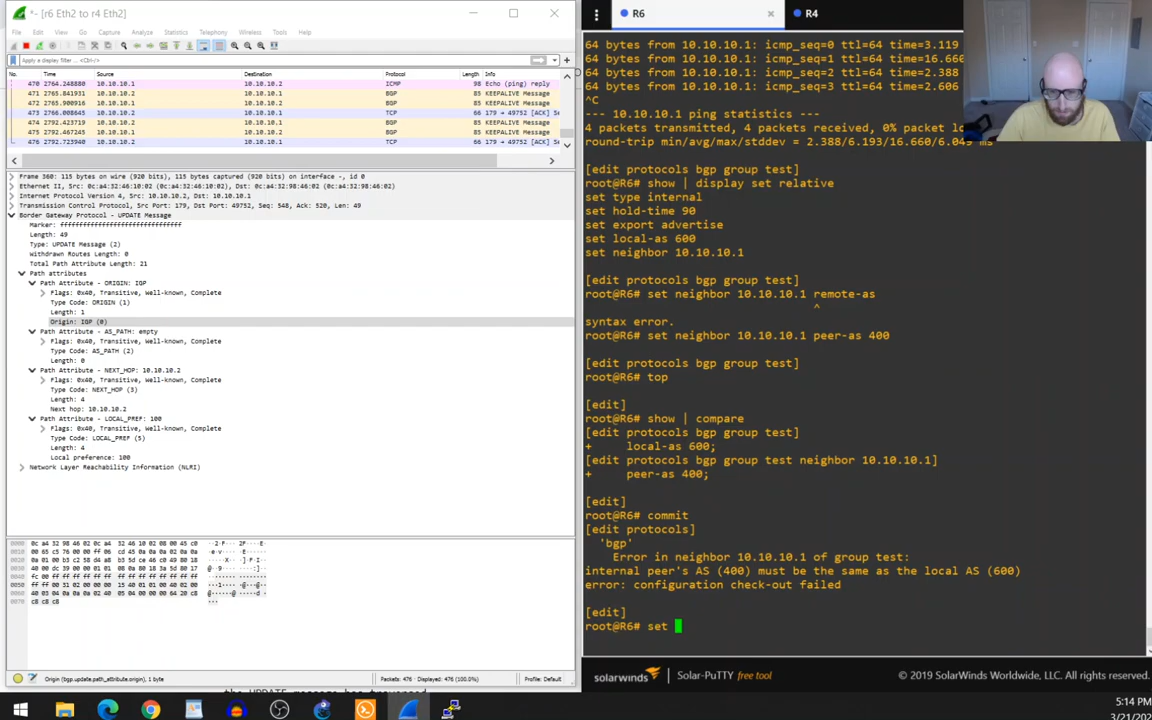 *- [r6 Eth2 to r4 Eth2]
File Edit View Go Capture Analyze Statistics Telephony Wireless Tools Help
Apply a display filter ... <Ctrl-/>
No. Time Source Destination Protocol Length Info
470 2764.248880 10.10.10.1 10.10.10.2 ICMP 98 Echo (ping) reply
471 2765.841931 10.10.10.1 10.10.10.2 BGP 85 KEEPALIVE Message
472 2765.900916 10.10.10.2 10.10.10.1 BGP 85 KEEPALIVE Message
473 2766.008645 10.10.10.2 10.10.10.1 TCP 66 179 → 49752 [ACK] Se
474 2792.423719 10.10.10.1 10.10.10.2 BGP 85 KEEPALIVE Message
475 2792.467245 10.10.10.2 10.10.10.1 BGP 85 KEEPALIVE Message
476 2792.723940 10.10.10.2 10.10.10.1 TCP 66 179 → 49752 [ACK] Se
Frame 360: 115 bytes on wire (920 bits), 115 bytes captured (920 bits) on interface -, id 0
Ethernet II, Src: 0c:a4:32:46:10:02 (0c:a4:32:46:10:02), Dst: 0c:a4:32:98:46:02 (0c:a4:32:98:46:02)
Internet Protocol Version 4, Src: 10.10.10.2, Dst: 10.10.10.1
Transmission Control Protocol, Src Port: 179, Dst Port: 49752, Seq: 548, Ack: 520, Len: 49
Border Gateway Protocol - UPDATE Message
Marker: ffffffffffffffffffffffffffffffff
Length: 49
Type: UPDATE Message (2)
Withdrawn Routes Length: 0
Total Path Attribute Length: 21
Path attributes
Path Attribute - ORIGIN: IGP
Flags: 0x40, Transitive, Well-known, Complete
Type Code: ORIGIN (1)
Length: 1
Origin: IGP (0)
Path Attribute - AS_PATH: empty
Flags: 0x40, Transitive, Well-known, Complete
Type Code: AS_PATH (2)
Length: 0
Path Attribute - NEXT_HOP: 10.10.10.2
Flags: 0x40, Transitive, Well-known, Complete
Type Code: NEXT_HOP (3)
Length: 4
Next hop: 10.10.10.2
Path Attribute - LOCAL_PREF: 100
Flags: 0x40, Transitive, Well-known, Complete
Type Code: LOCAL_PREF (5)
Length: 4
Local preference: 100
Network Layer Reachability Information (NLRI)
Origin (bgp.update.path_attribute.origin), 1 byte
Packets: 476 · Displayed: 476 (100.0%)
Profile: Default
R6
R4
64 bytes from 10.10.10.1: icmp_seq=0 ttl=64 time=3.119
64 bytes from 10.10.10.1: icmp_seq=1 ttl=64 time=16.660
64 bytes from 10.10.10.1: icmp_seq=2 ttl=64 time=2.388
64 bytes from 10.10.10.1: icmp_seq=3 ttl=64 time=2.606
^C
--- 10.10.10.1 ping statistics ---
4 packets transmitted, 4 packets received, 0% packet lo
round-trip min/avg/max/stddev = 2.388/6.193/16.660/6.049 ms
[edit protocols bgp group test]
root@R6# show | display set relative
set type internal
set hold-time 90
set export advertise
set local-as 600
set neighbor 10.10.10.1
[edit protocols bgp group test]
root@R6# set neighbor 10.10.10.1 remote-as
^
syntax error.
root@R6# set neighbor 10.10.10.1 peer-as 400
[edit protocols bgp group test]
root@R6# top
[edit]
root@R6# show | compare
[edit protocols bgp group test]
+ local-as 600;
[edit protocols bgp group test neighbor 10.10.10.1]
+ peer-as 400;
[edit]
root@R6# commit
[edit protocols]
'bgp'
Error in neighbor 10.10.10.1 of group test:
internal peer's AS (400) must be the same as the local AS (600)
error: configuration check-out failed
[edit]
root@R6# set
solarwinds
Solar-PuTTY free tool
© 2019 SolarWinds Worldwide, LLC. All rights reserved.
5:14 PM